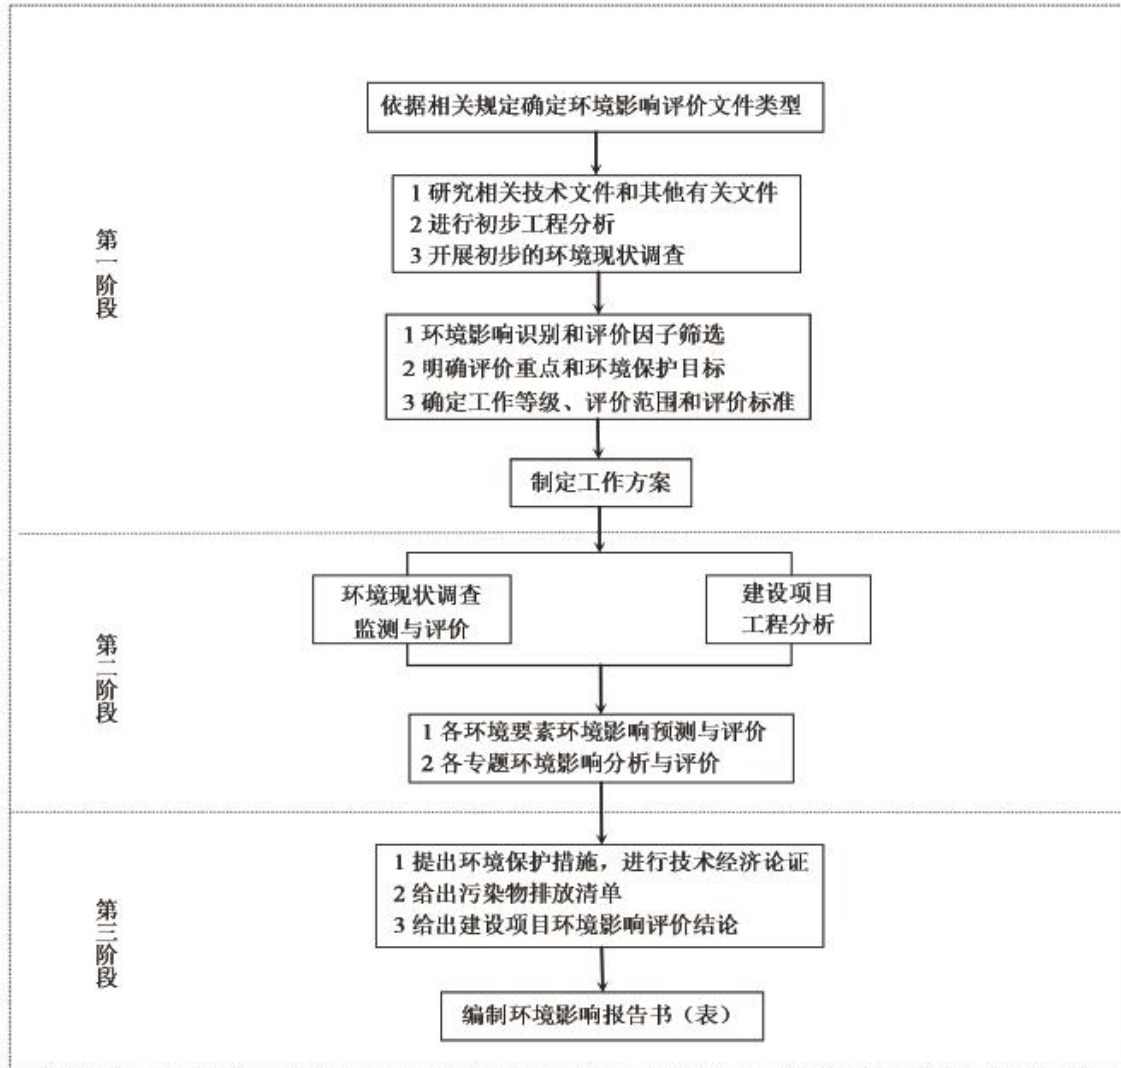 依据相关规定确定环境影响评价文件类型
1 研究相关技术文件和其他有关文件
2 进行初步工程分析
3 开展初步的环境现状调查
第一阶段
1 环境影响识别和评价因子筛选
2 明确评价重点和环境保护目标
3 确定工作等级、评价范围和评价标准
制定工作方案
环境现状调查
监测与评价
建设项目
工程分析
第二阶段
1 各环境要素环境影响预测与评价
2 各专题环境影响分析与评价
1 提出环境保护措施，进行技术经济论证
2 给出污染物排放清单
3 给出建设项目环境影响评价结论
第三阶段
编制环境影响报告书（表）